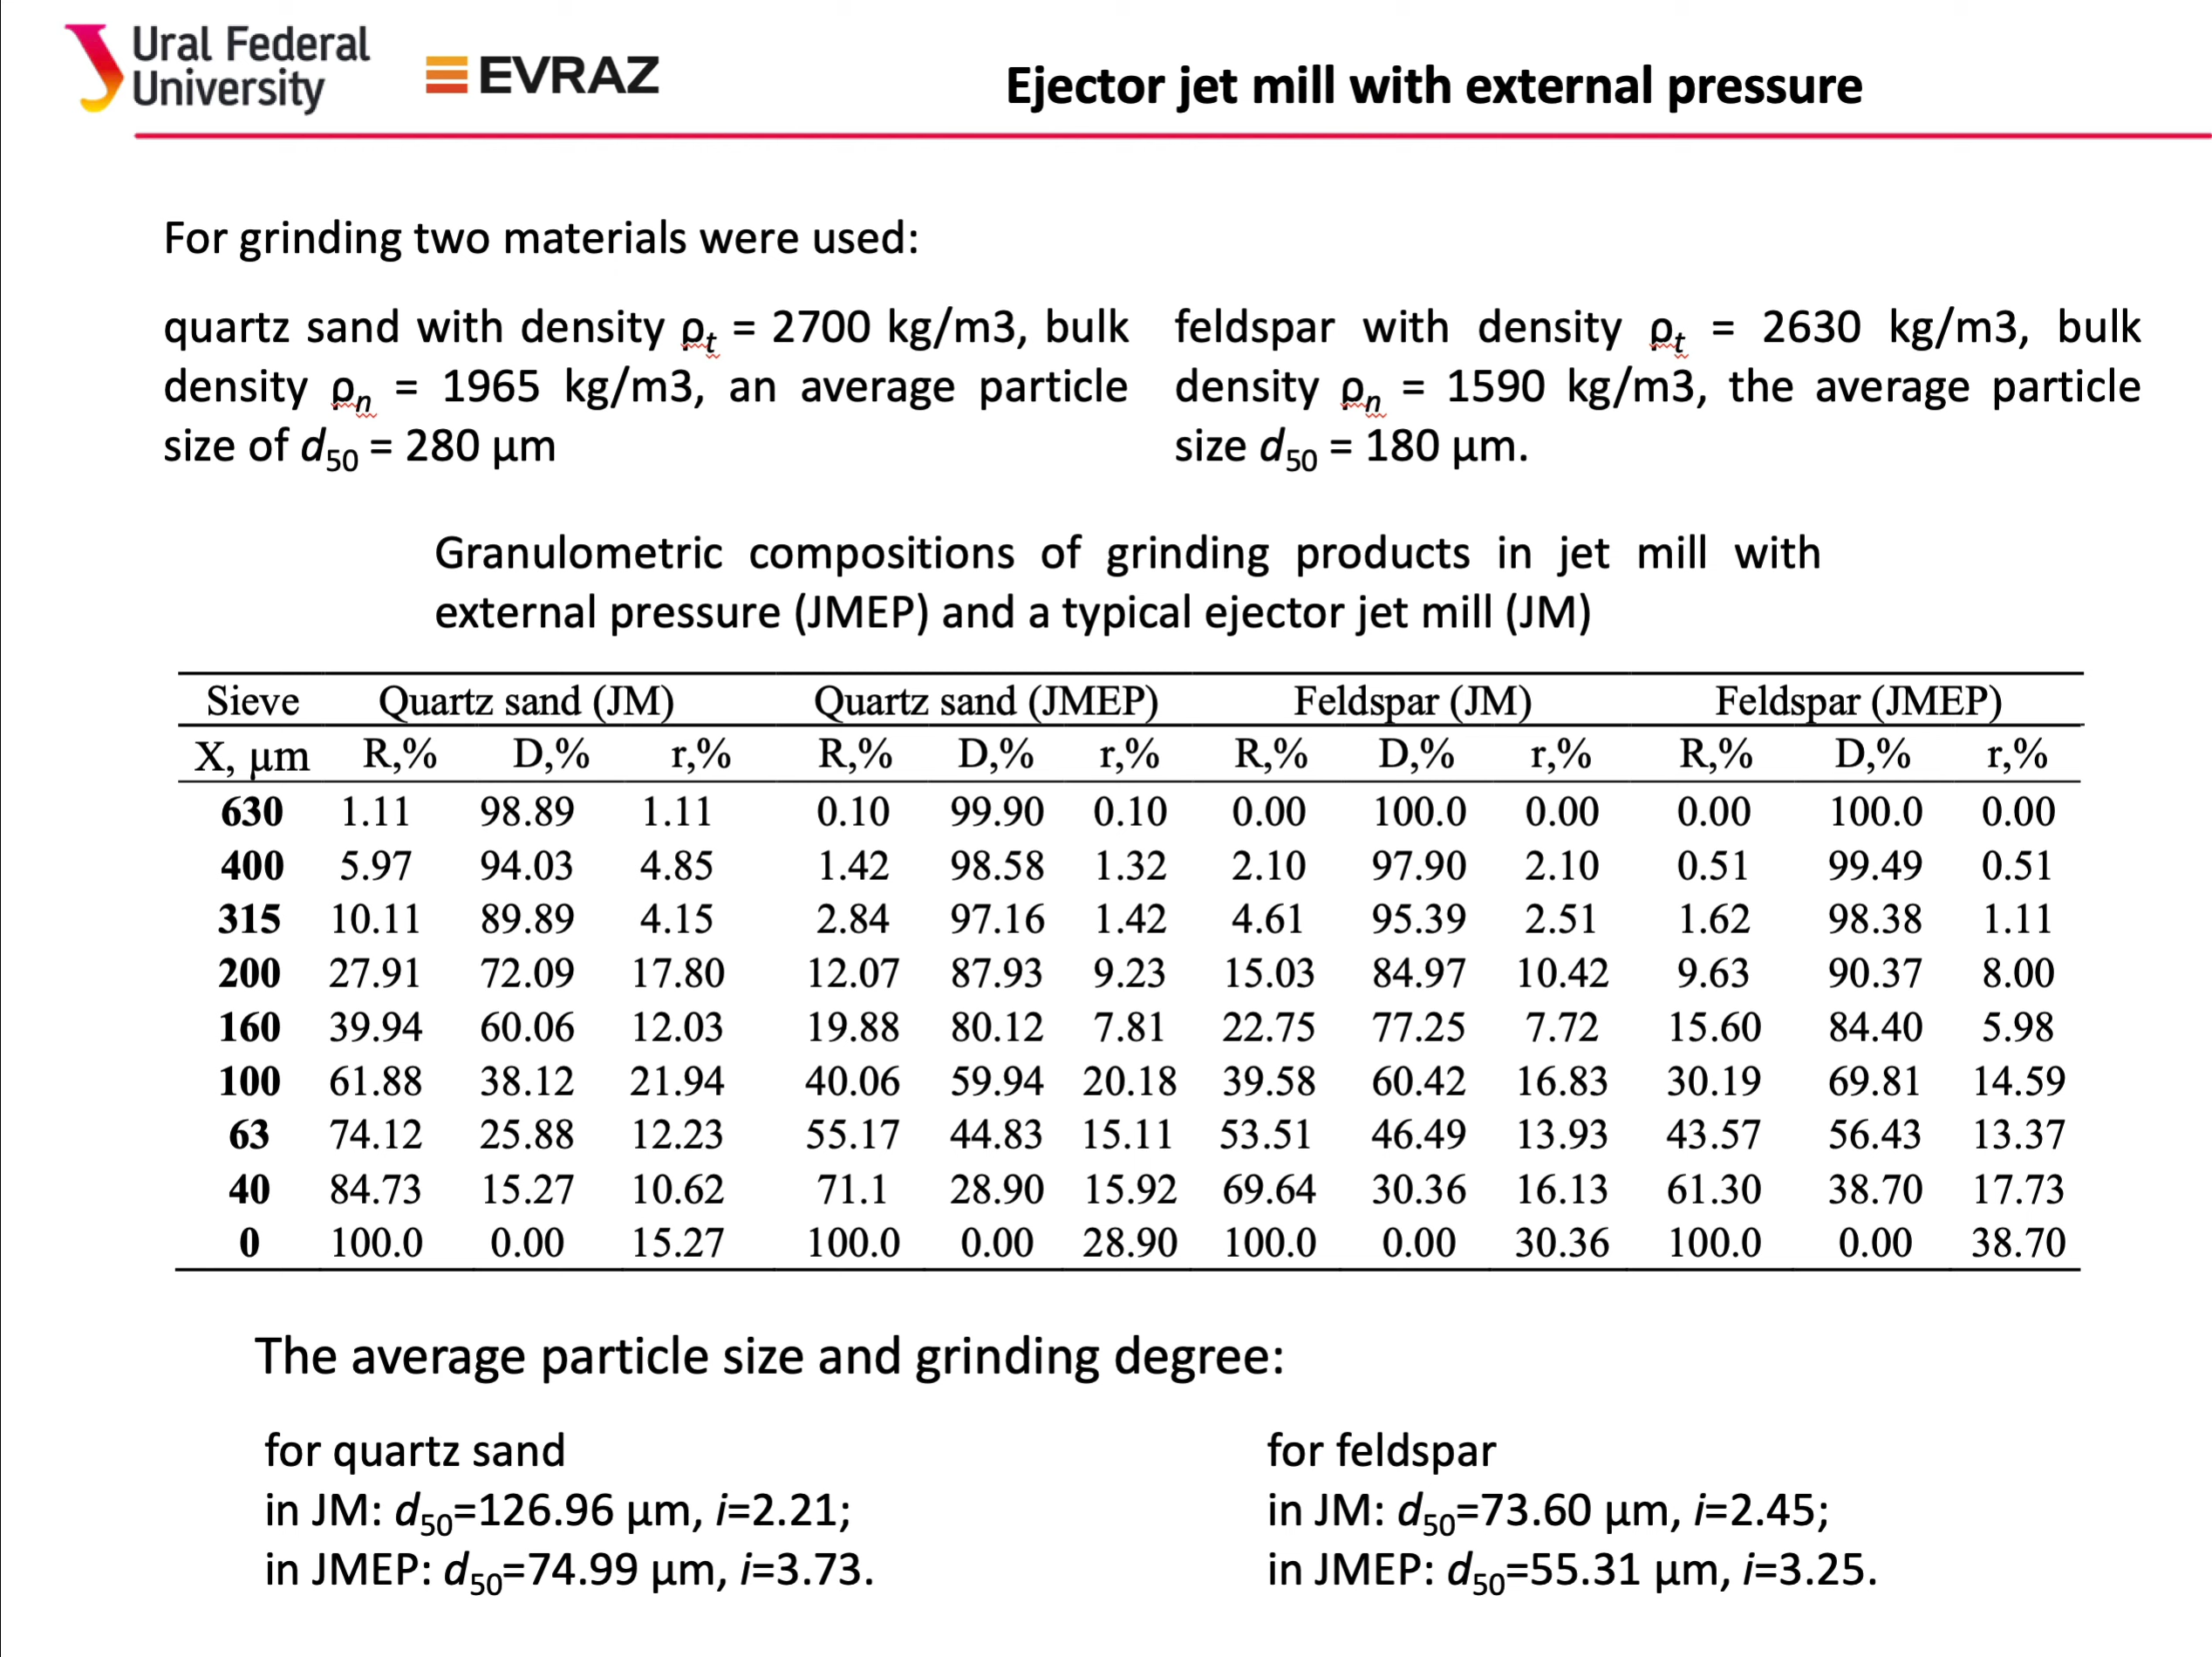 Ural Federal
University
EVRAZ
Ejector jet mill with external pressure
For grinding two materials were used:
quartz sand with density ρt = 2700 kg/m3, bulk
density ρn = 1965 kg/m3, an average particle
size of d50 = 280 µm
feldspar with density ρt = 2630 kg/m3, bulk
density ρn = 1590 kg/m3, the average particle
size d50 = 180 µm.
Granulometric compositions of grinding products in jet mill with
external pressure (JMEP) and a typical ejector jet mill (JM)
Sieve Quartz sand (JM) Quartz sand (JMEP) Feldspar (JM) Feldspar (JMEP)
X, µm R,% D,% r,% R,% D,% r,% R,% D,% r,% R,% D,% r,%
630 1.11 98.89 1.11 0.10 99.90 0.10 0.00 100.0 0.00 0.00 100.0 0.00
400 5.97 94.03 4.85 1.42 98.58 1.32 2.10 97.90 2.10 0.51 99.49 0.51
315 10.11 89.89 4.15 2.84 97.16 1.42 4.61 95.39 2.51 1.62 98.38 1.11
200 27.91 72.09 17.80 12.07 87.93 9.23 15.03 84.97 10.42 9.63 90.37 8.00
160 39.94 60.06 12.03 19.88 80.12 7.81 22.75 77.25 7.72 15.60 84.40 5.98
100 61.88 38.12 21.94 40.06 59.94 20.18 39.58 60.42 16.83 30.19 69.81 14.59
63 74.12 25.88 12.23 55.17 44.83 15.11 53.51 46.49 13.93 43.57 56.43 13.37
40 84.73 15.27 10.62 71.1 28.90 15.92 69.64 30.36 16.13 61.30 38.70 17.73
0 100.0 0.00 15.27 100.0 0.00 28.90 100.0 0.00 30.36 100.0 0.00 38.70
The average particle size and grinding degree:
for quartz sand
in JM: d50=126.96 µm, i=2.21;
in JMEP: d50=74.99 µm, i=3.73.
for feldspar
in JM: d50=73.60 µm, i=2.45;
in JMEP: d50=55.31 µm, i=3.25.